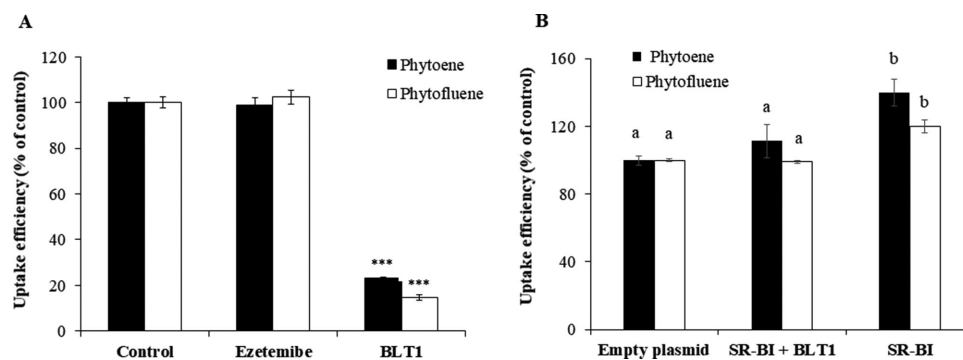 A
Uptake efficiency (% of control)
120
100
80
60
40
20
0
Phytoene
Phytofluene
***
***
Control Ezetemibe BLT1
B
Uptake efficiency (% of control)
160
120
80
40
0
Phytoene
Phytofluene
a a
a
a
b
b
Empty plasmid SR-BI + BLT1 SR-BI